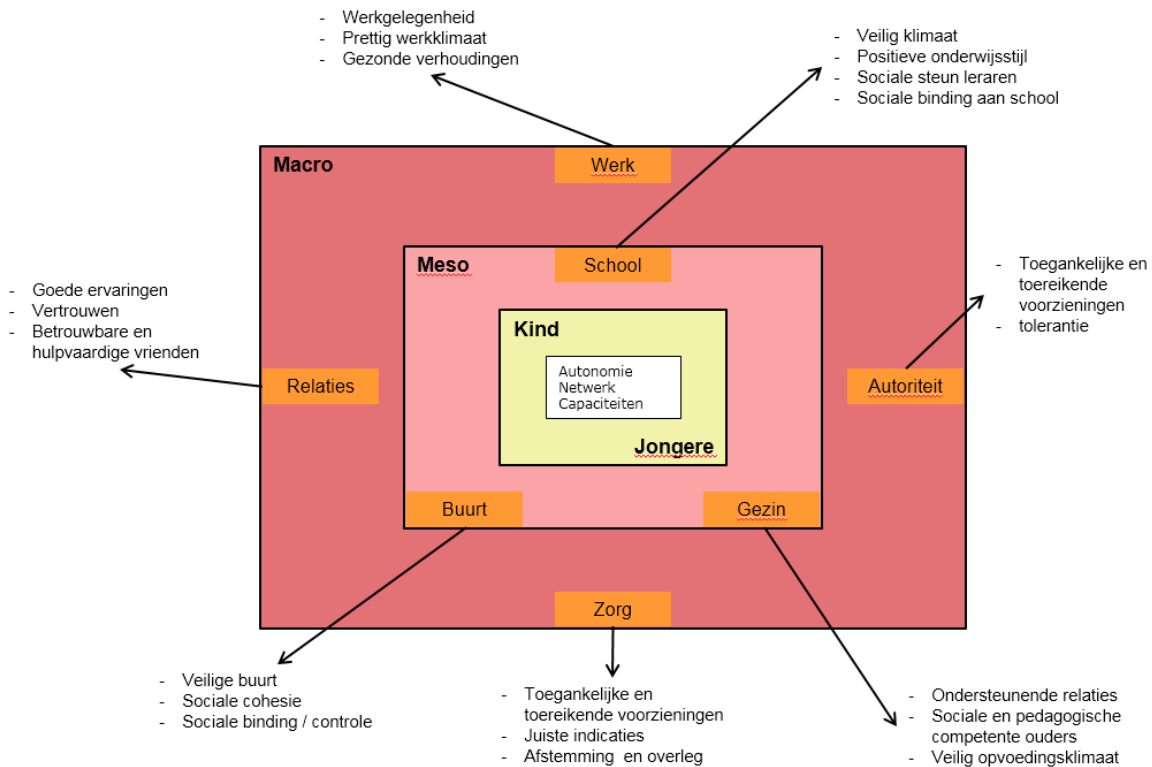 - Werkgelegenheid
- Prettig werkklimaat
- Gezonde verhoudingen
- Veilig klimaat
- Positieve onderwijsstijl
- Sociale steun leraren
- Sociale binding aan school
Macro
Werk
Meso
School
- Toegankelijke en
toereikende
voorzieningen
- tolerantie
- Goede ervaringen
- Vertrouwen
- Betrouwbare en
hulpvaardige vrienden
Kind
Autonomie
Netwerk
Capaciteiten
Jongere
Relaties
Autoriteit
Buurt
Gezin
Zorg
- Veilige buurt
- Sociale cohesie
- Sociale binding / controle
- Toegankelijke en
toereikende voorzieningen
- Juiste indicaties
- Afstemming en overleg
- Ondersteunende relaties
- Sociale en pedagogische
competente ouders
- Veilig opvoedingsklimaat